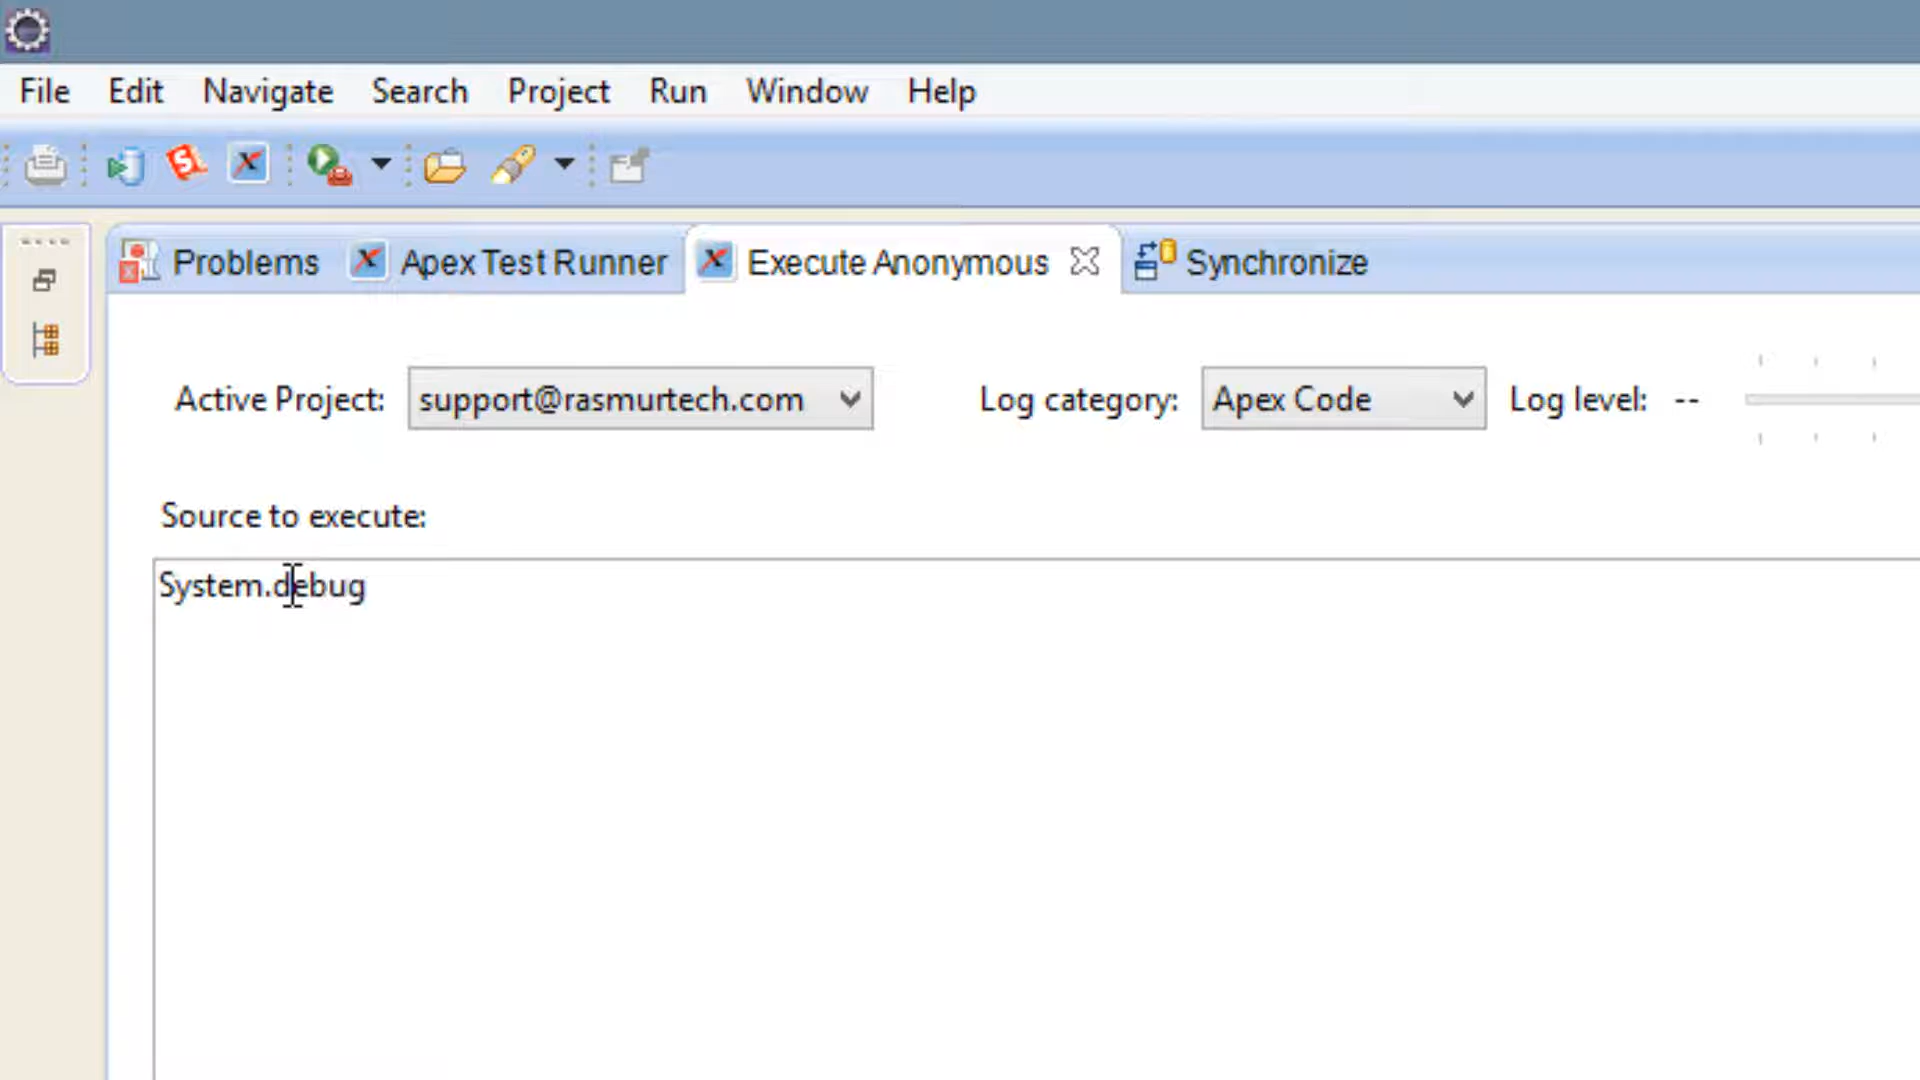 File Edit Navigate Search Project Run Window Help
Problems Apex Test Runner Execute Anonymous Synchronize
Active Project: support@rasmurtech.com Log category: Apex Code Log level: --
Source to execute:
System.debug